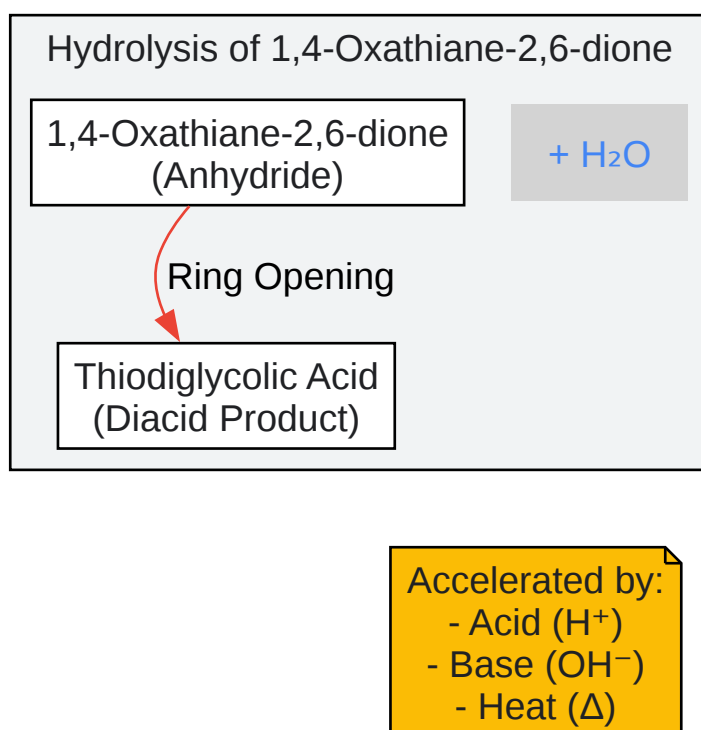 Hydrolysis of 1,4-Oxathiane-2,6-dione
1,4-Oxathiane-2,6-dione
(Anhydride)
+ H₂O
Ring Opening
Thiodiglycolic Acid
(Diacid Product)
Accelerated by:
- Acid (H⁺)
- Base (OH⁻)
- Heat (Δ)